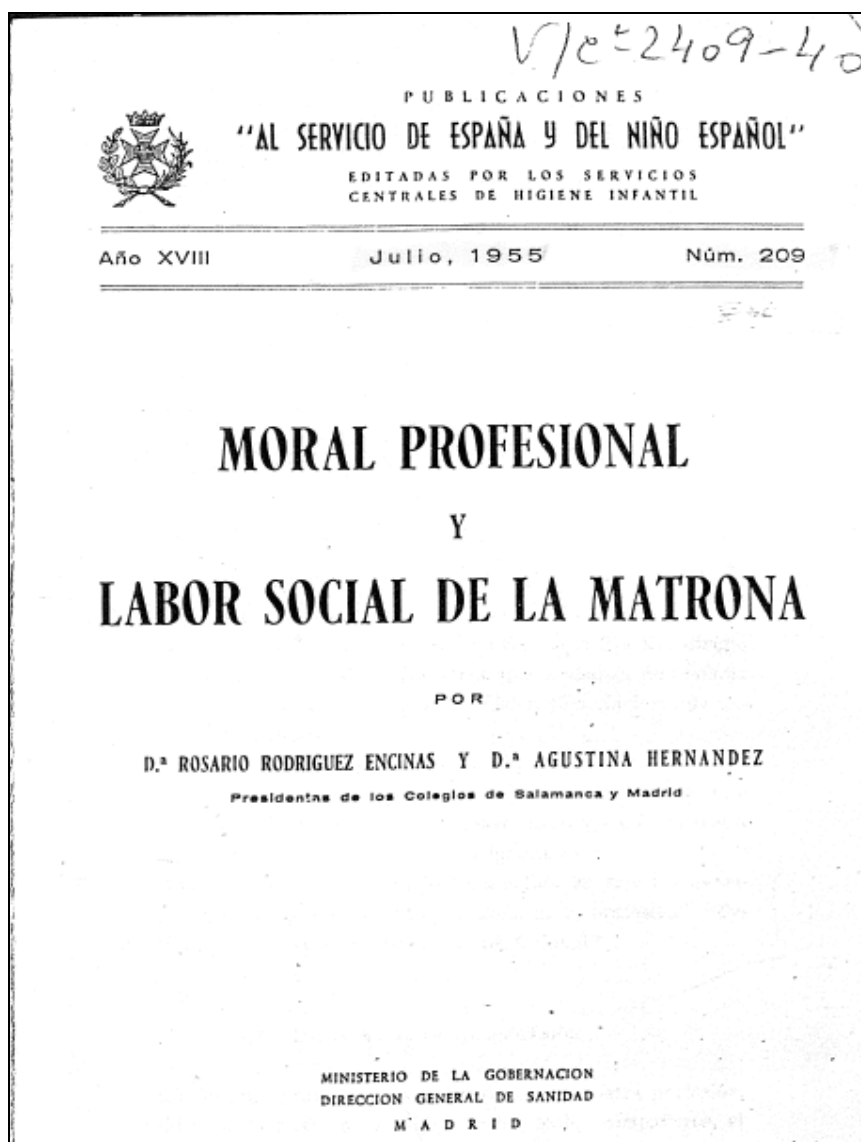 V/cª 2409-40
PUBLICACIONES
"AL SERVICIO DE ESPAÑA Y DEL NIÑO ESPAÑOL"
EDITADAS POR LOS SERVICIOS
CENTRALES DE HIGIENE INFANTIL
Año XVIII Julio, 1955 Núm. 209
MORAL PROFESIONAL
Y
LABOR SOCIAL DE LA MATRONA
POR
D.ª ROSARIO RODRIGUEZ ENCINAS Y D.ª AGUSTINA HERNANDEZ
Presidentas de los Colegios de Salamanca y Madrid
MINISTERIO DE LA GOBERNACION
DIRECCION GENERAL DE SANIDAD
MADRID